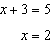 x + 3 = 5
x = 2